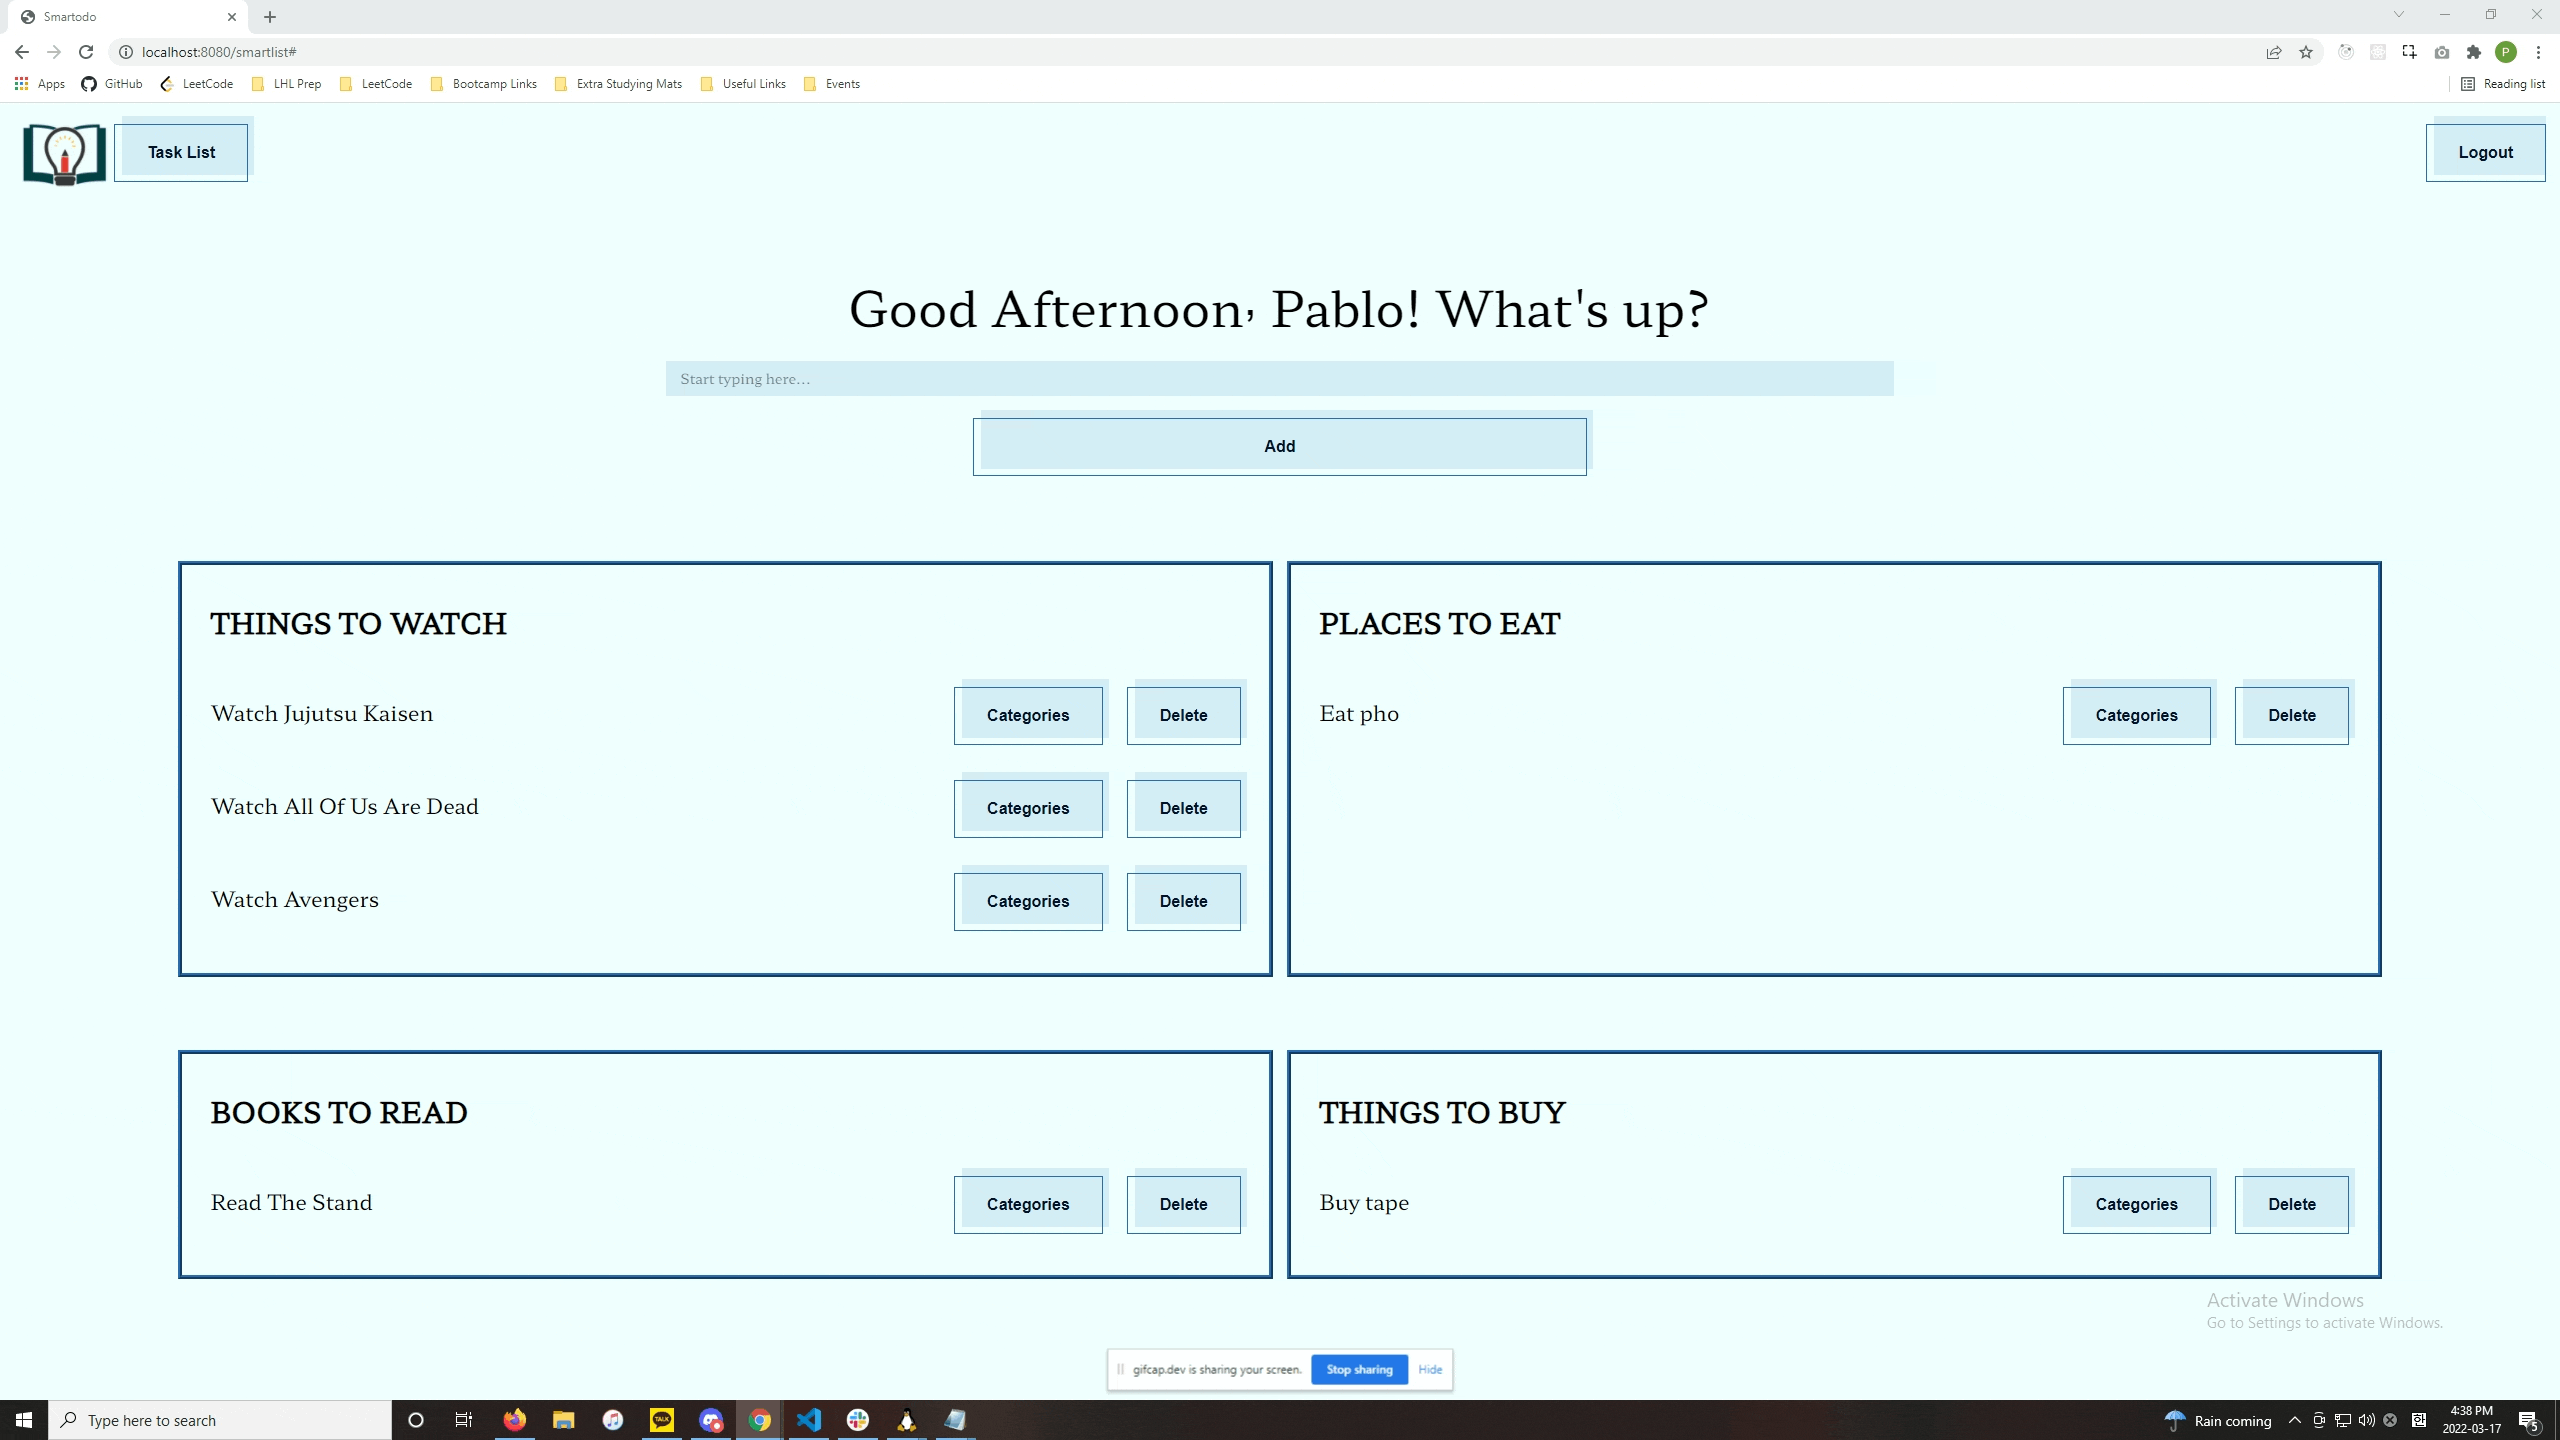 Smartodo
localhost:8080/smartlist#
Apps GitHub LeetCode LHL Prep LeetCode Bootcamp Links Extra Studying Mats Useful Links Events Reading list
P
Task List
Logout
Good Afternoon, Pablo! What's up?
Start typing here...
Add
THINGS TO WATCH
Watch Jujutsu Kaisen Categories Delete
Watch All Of Us Are Dead Categories Delete
Watch Avengers Categories Delete
PLACES TO EAT
Eat pho Categories Delete
BOOKS TO READ
Read The Stand Categories Delete
THINGS TO BUY
Buy tape Categories Delete
Activate Windows
Go to Settings to activate Windows.
gifcap.dev is sharing your screen. Stop sharing Hide
Type here to search
TALK
Rain coming
한
4:38 PM
2022-03-17
5